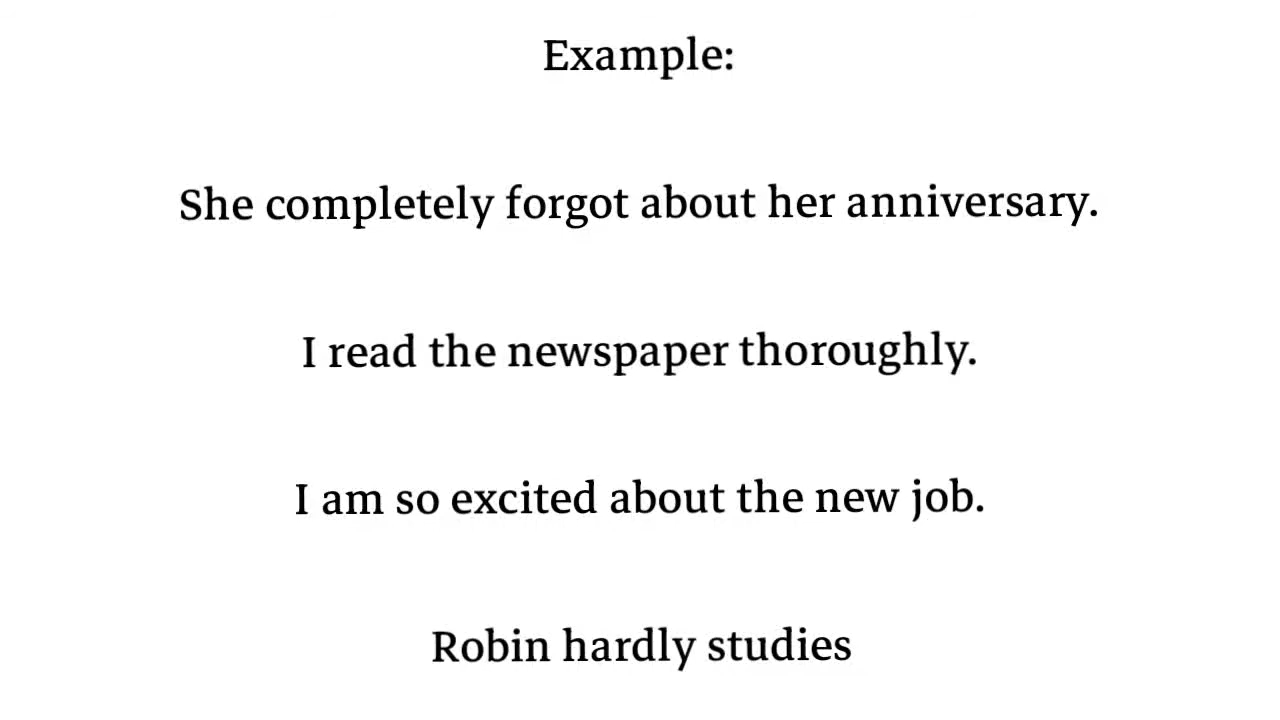 Example:
She completely forgot about her anniversary.
I read the newspaper thoroughly.
I am so excited about the new job.
Robin hardly studies